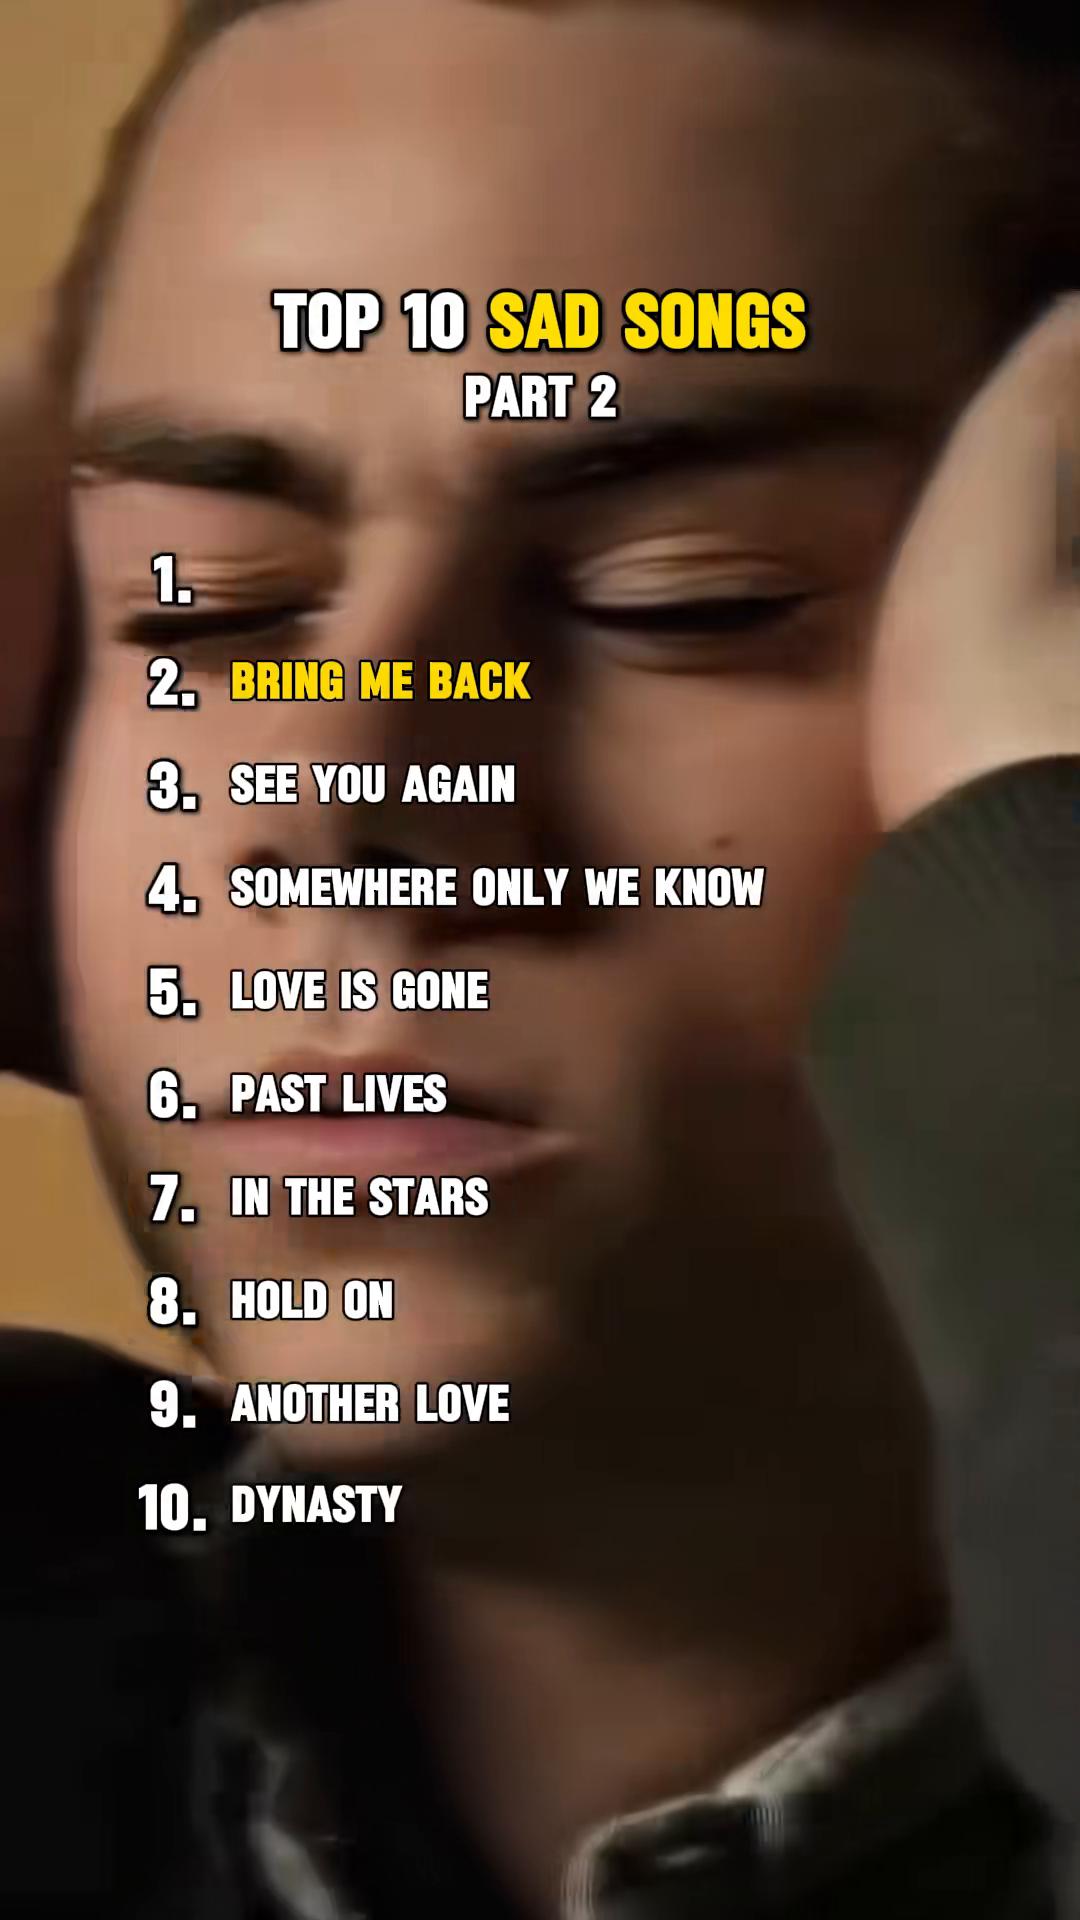 TOP 10 SAD SONGS
PART 2
1.
2. BRING ME BACK
3. SEE YOU AGAIN
4. SOMEWHERE ONLY WE KNOW
5. LOVE IS GONE
6. PAST LIVES
7. IN THE STARS
8. HOLD ON
9. ANOTHER LOVE
10. DYNASTY